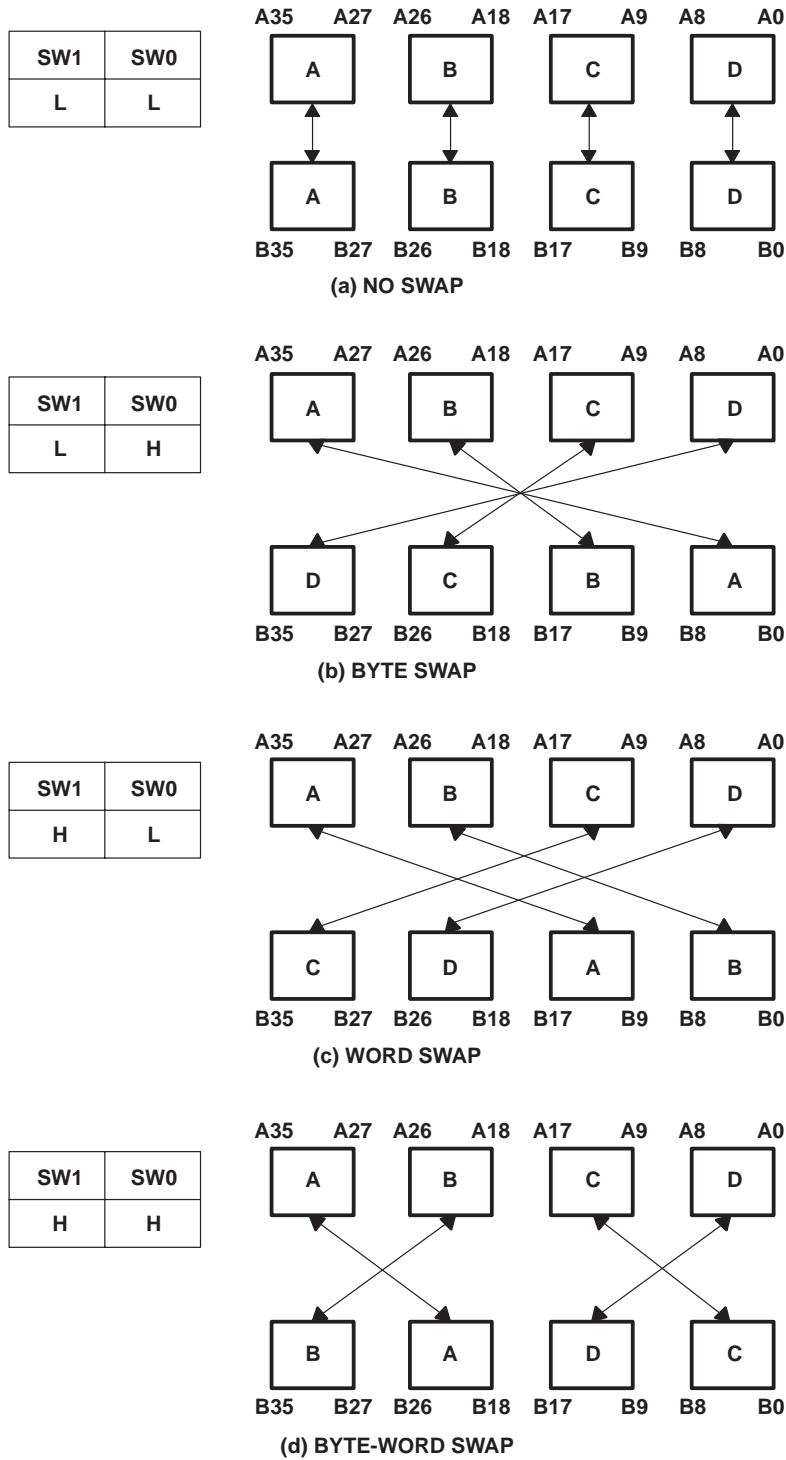 A35 A27 A26 A18 A17 A9 A8 A0
SW1 SW0
L L
A B C D
A B C D
B35 B27 B26 B18 B17 B9 B8 B0
(a) NO SWAP
A35 A27 A26 A18 A17 A9 A8 A0
SW1 SW0
L H
A B C D
D C B A
B35 B27 B26 B18 B17 B9 B8 B0
(b) BYTE SWAP
A35 A27 A26 A18 A17 A9 A8 A0
SW1 SW0
H L
A B C D
C D A B
B35 B27 B26 B18 B17 B9 B8 B0
(c) WORD SWAP
A35 A27 A26 A18 A17 A9 A8 A0
SW1 SW0
H H
A B C D
B A D C
B35 B27 B26 B18 B17 B9 B8 B0
(d) BYTE-WORD SWAP